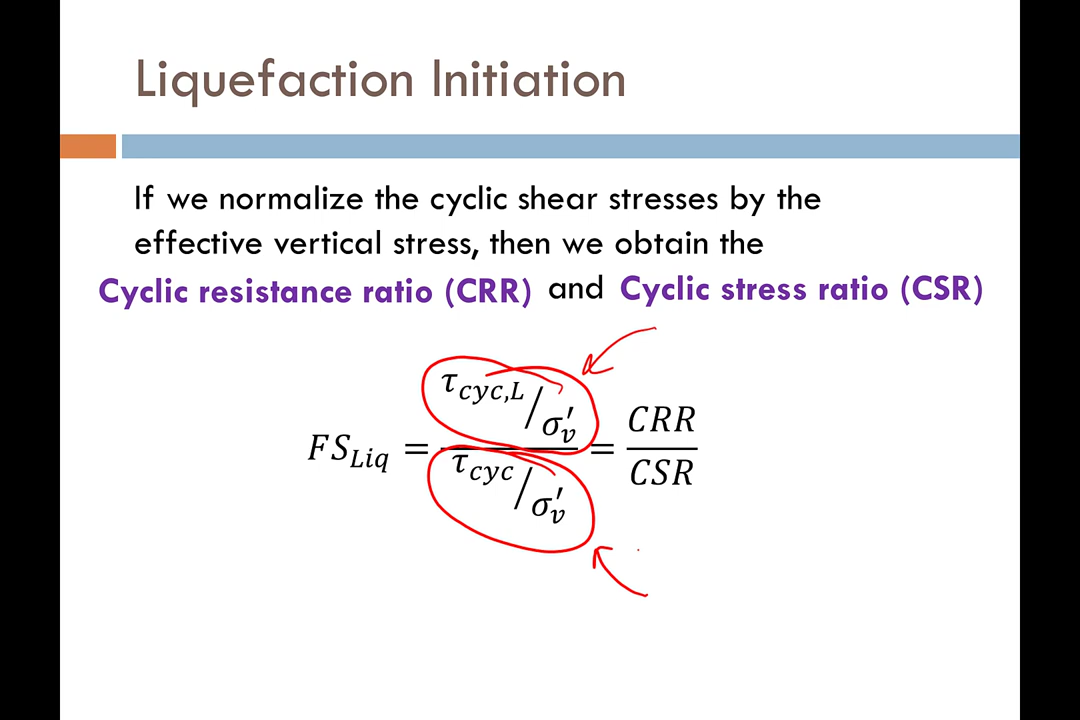 Liquefaction Initiation
If we normalize the cyclic shear stresses by the
effective vertical stress, then we obtain the
Cyclic resistance ratio (CRR) and Cyclic stress ratio (CSR)
FS_Liq = (τ_cyc,L / σ'_v) / (τ_cyc / σ'_v) = CRR / CSR